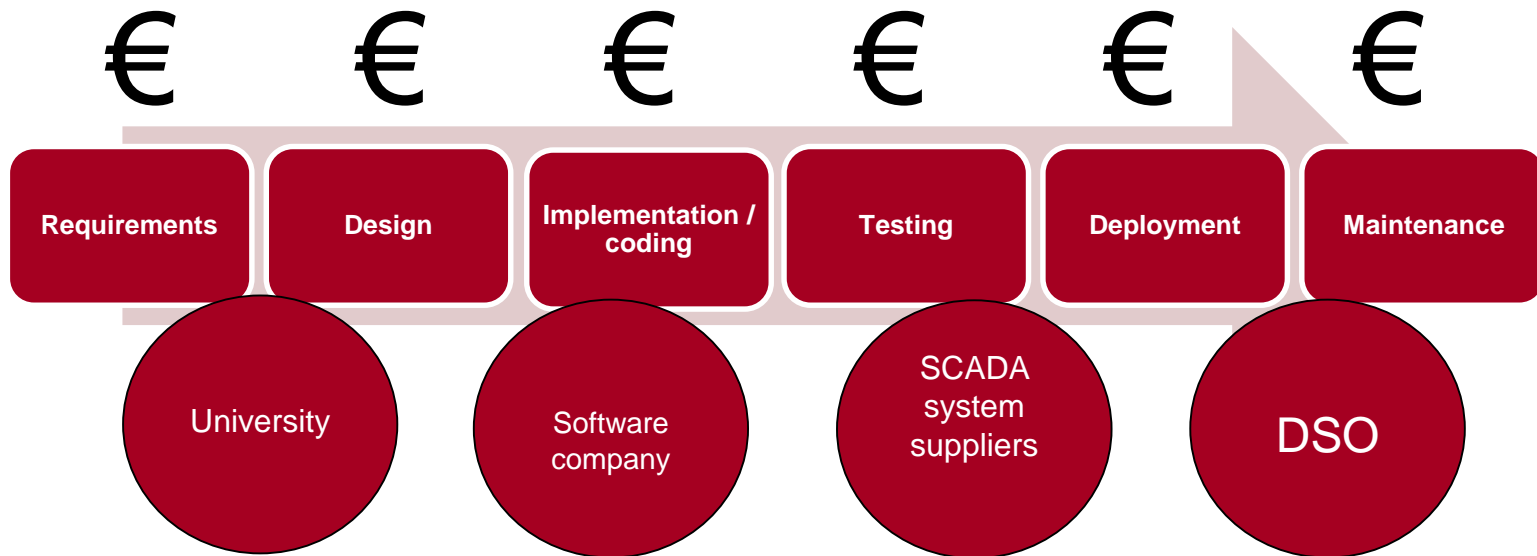 € € € € € €
Requirements
Design
Implementation /
coding
Testing
Deployment
Maintenance
University
Software
company
SCADA
system
suppliers
DSO